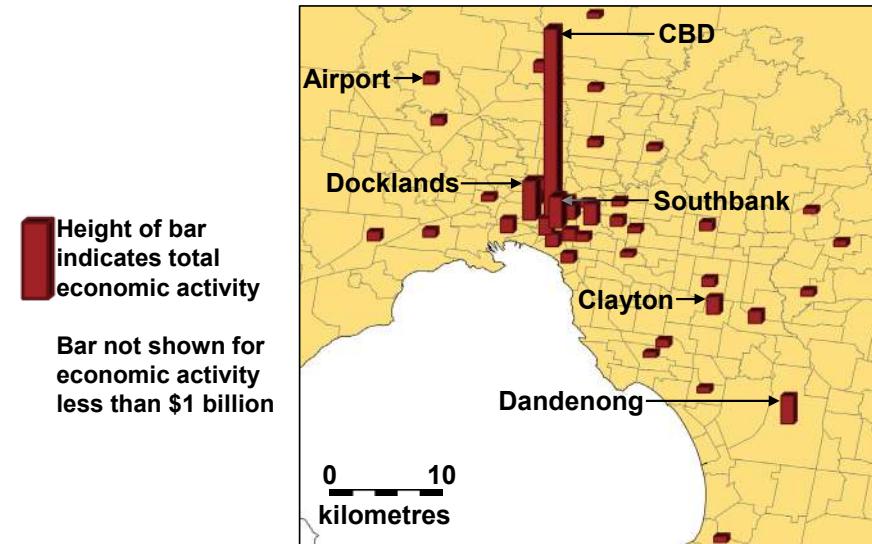 CBD
Airport
Docklands
Southbank
Height of bar
indicates total
economic activity
Clayton
Bar not shown for
economic activity
less than $1 billion
Dandenong
0 10
kilometres